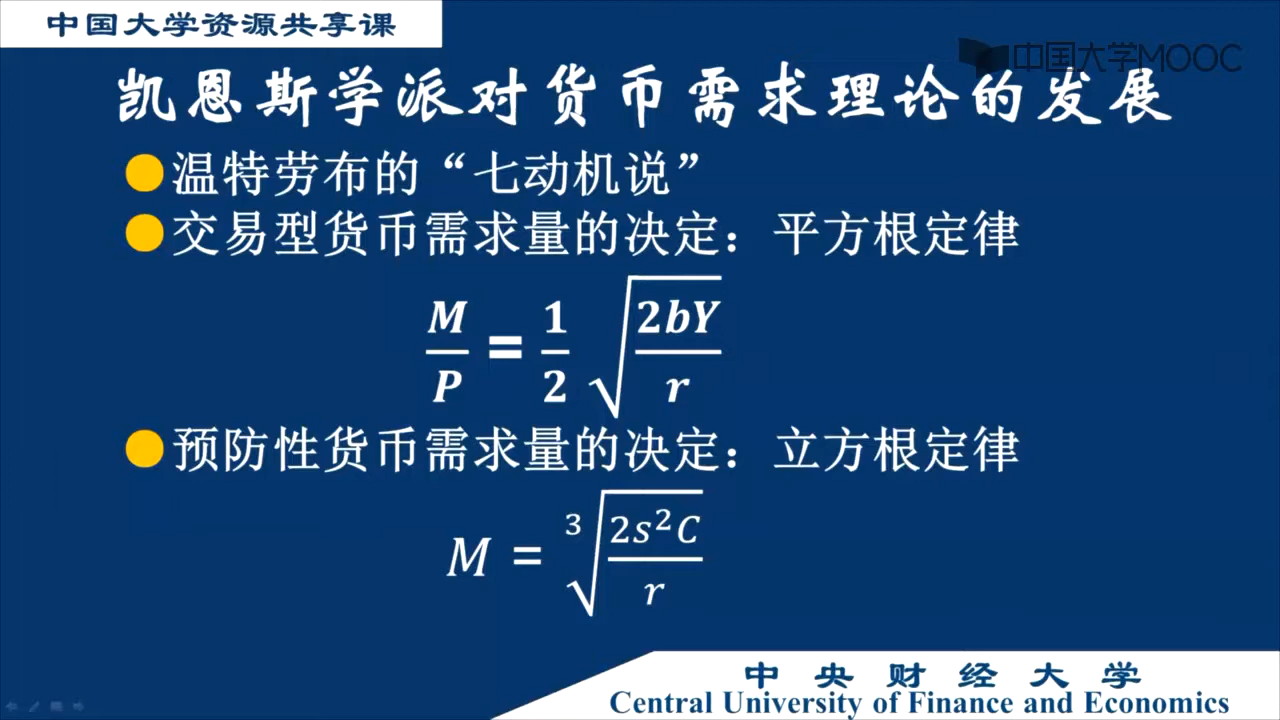 中国大学资源共享课
中国大学MOOC
凯恩斯学派对货币需求理论的发展
温特劳布的“七动机说”
交易型货币需求量的决定：平方根定律
M/P = 1/2 √(2bY/r)
预防性货币需求量的决定：立方根定律
M = ³√(2s²C/r)
中央财经大学
Central University of Finance and Economics